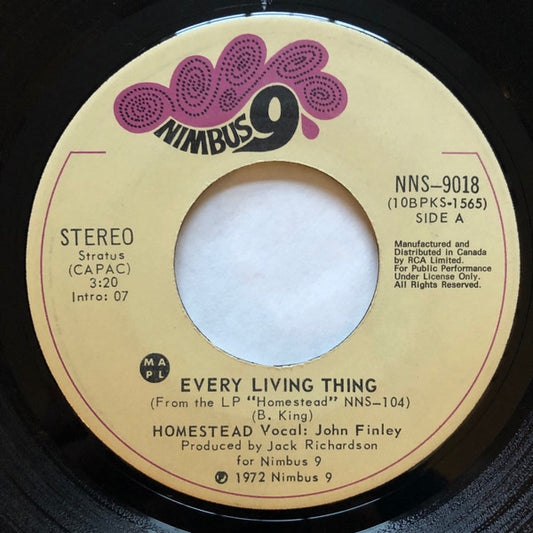 NIMBUS 9
NNS-9018
(10BPKS-1565)
SIDE A
STEREO
Stratus
(CAPAC)
3:20
Intro: 07
Manufactured and
Distributed in Canada
by RCA Limited.
For Public Performance
Under License Only.
All Rights Reserved.
M A
P L
EVERY LIVING THING
(From the LP "Homestead" NNS-104)
(B. King)
HOMESTEAD Vocal: John Finley
Produced by Jack Richardson
for Nimbus 9
℗ 1972 Nimbus 9